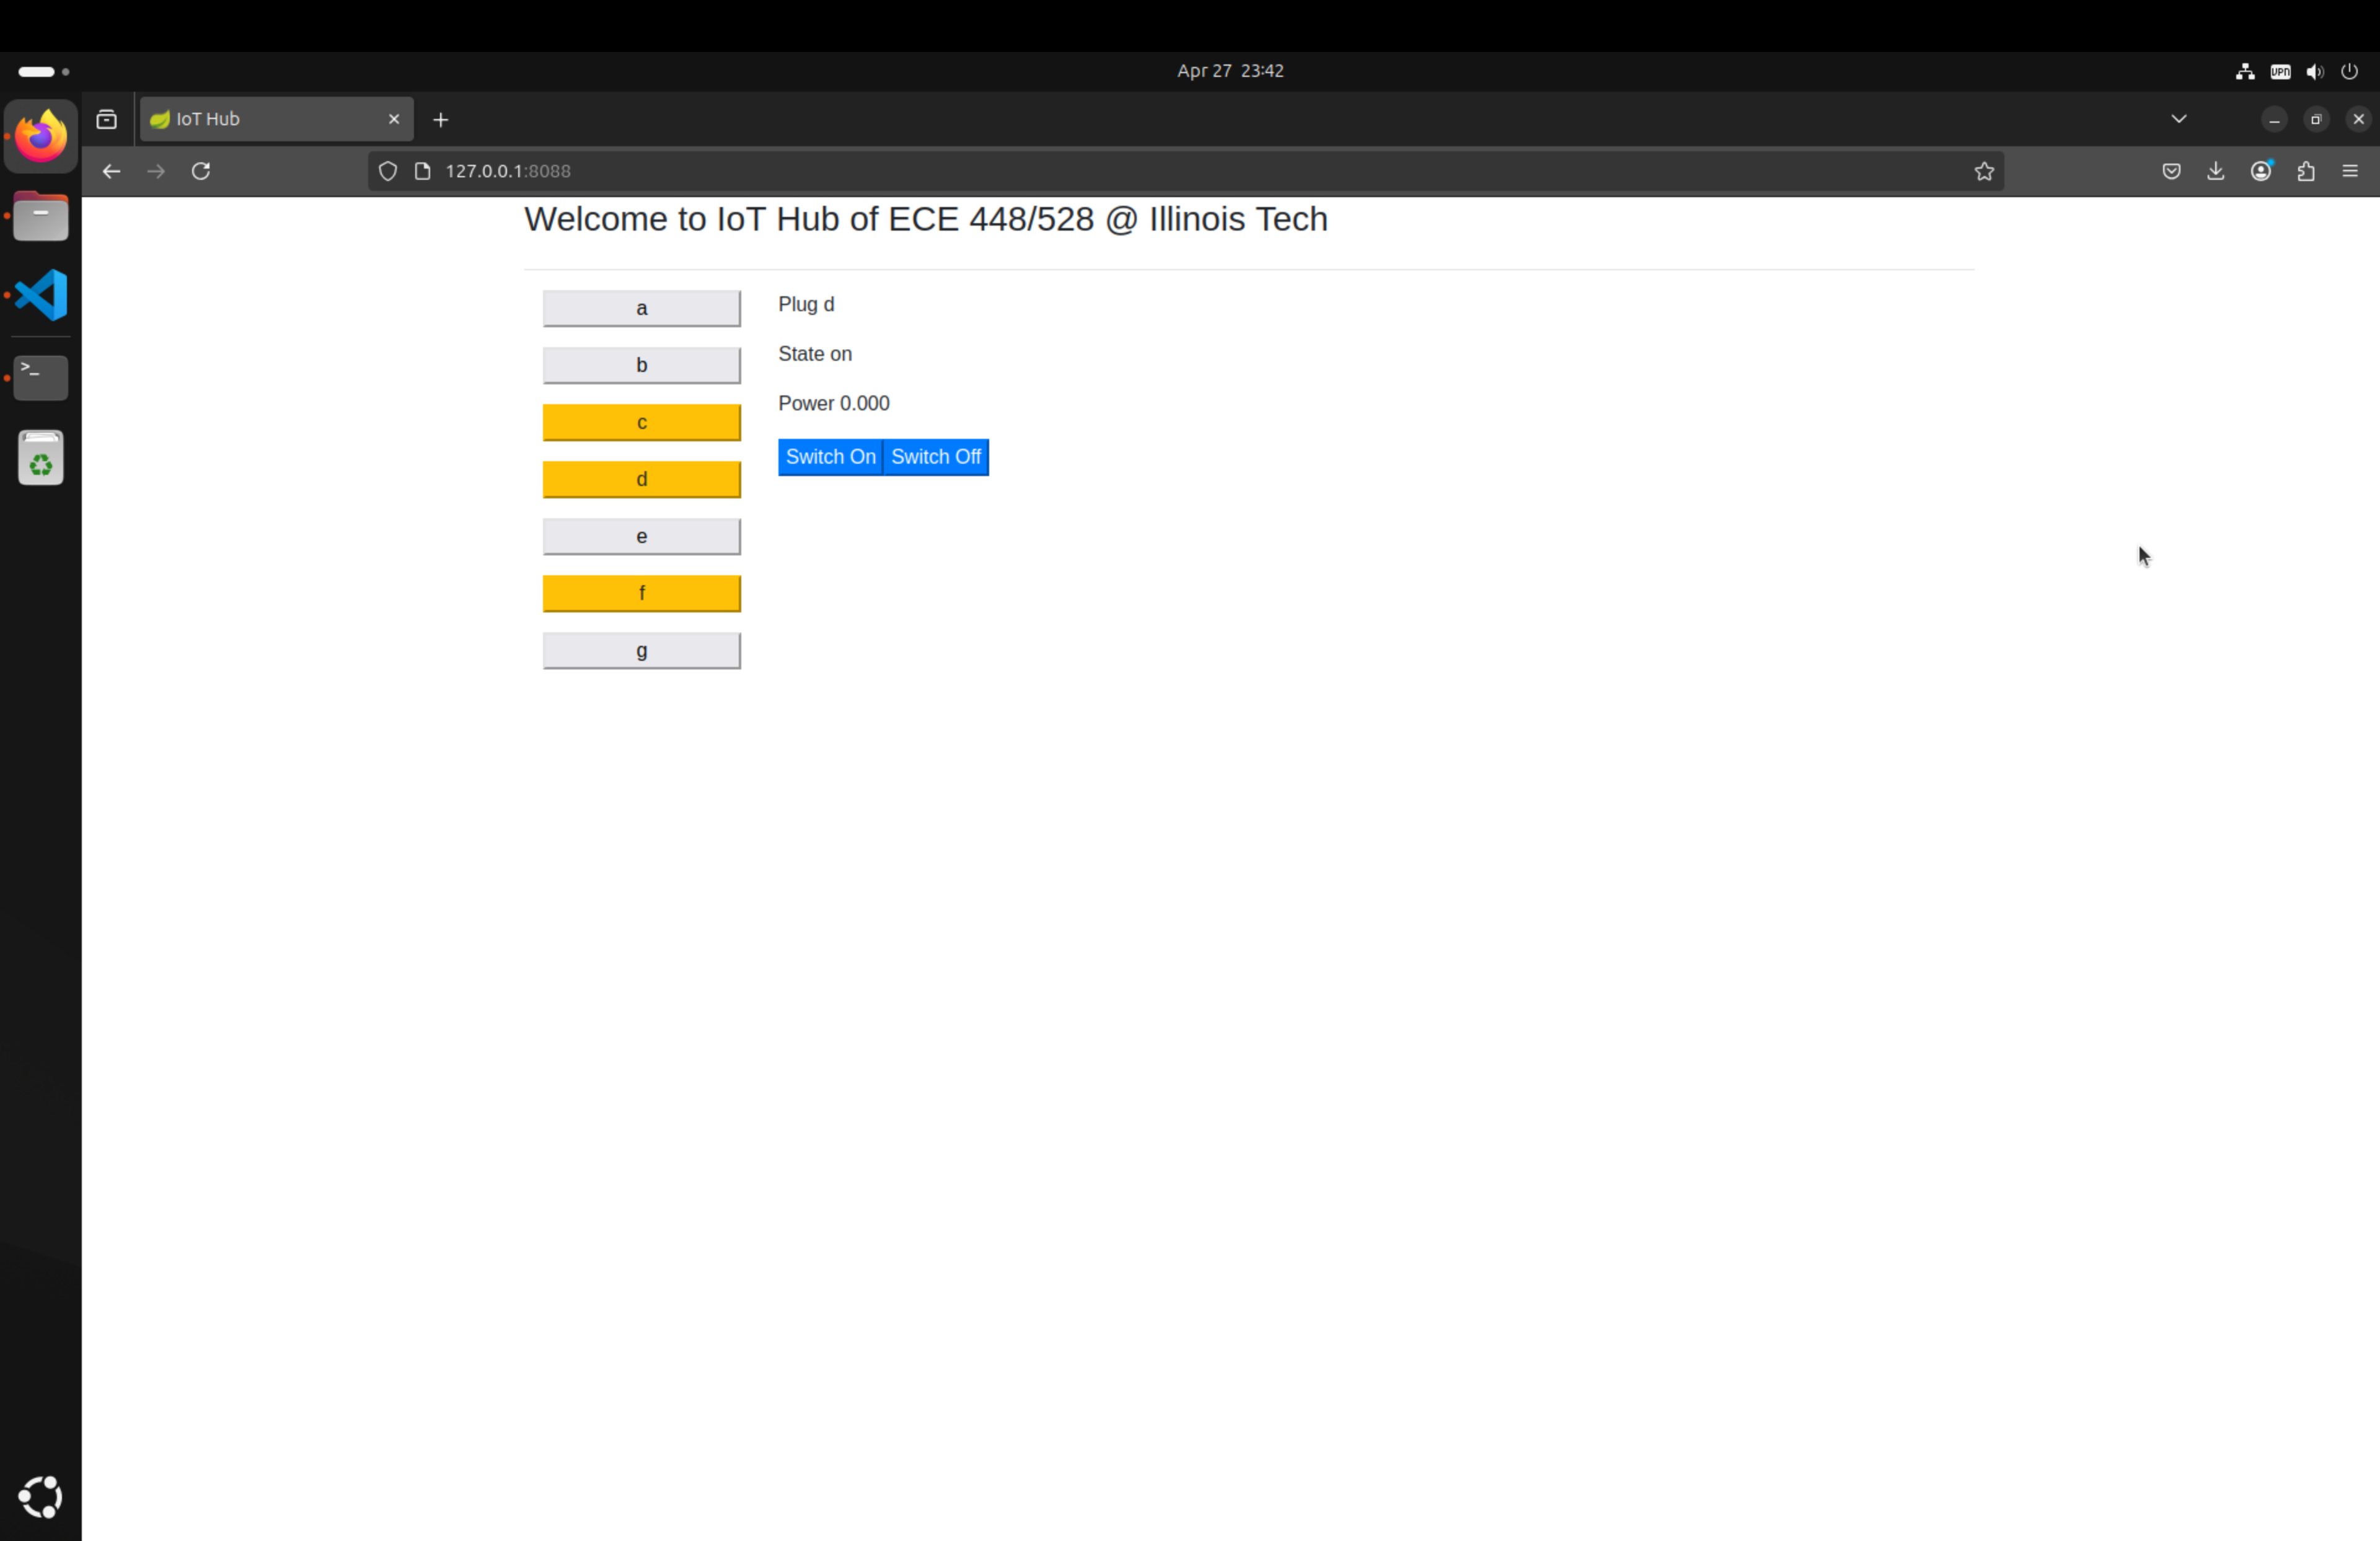 Apr 27 23:42
IoT Hub
127.0.0.1:8088
Welcome to IoT Hub of ECE 448/528 @ Illinois Tech
a
b
c
d
e
f
g
Plug d
State on
Power 0.000
Switch On Switch Off
VPN
>_